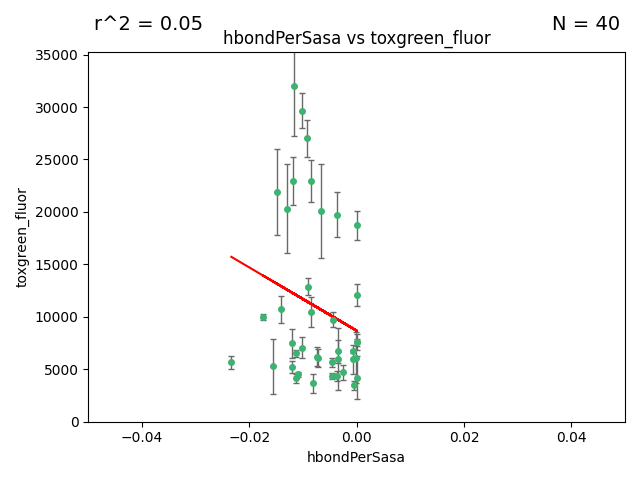 r^2 = 0.05
N = 40
hbondPerSasa vs toxgreen_fluor
35000
30000
25000
20000
15000
10000
5000
0
toxgreen_fluor
−0.04
−0.02
0.00
0.02
0.04
hbondPerSasa